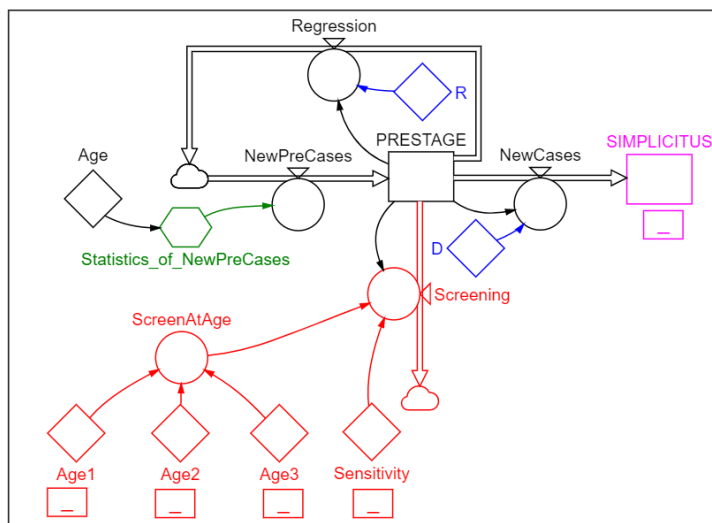 Regression
R
PRESTAGE
SIMPLICITUS
NewPreCases
NewCases
Age
_
D
Statistics_of_NewPreCases
Screening
ScreenAtAge
Age1
Age2
Age3
Sensitivity
_
_
_
_